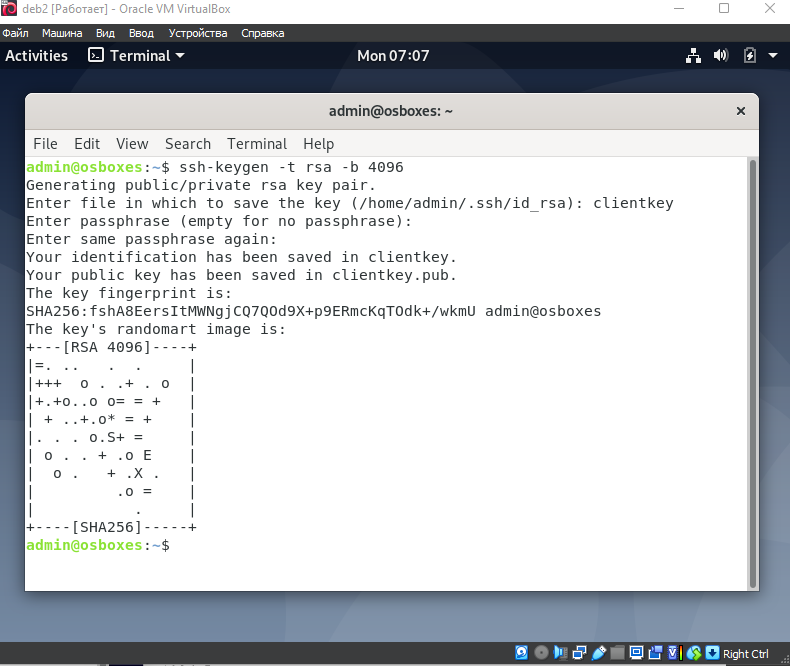 deb2 [Работает] - Oracle VM VirtualBox
Файл Машина Вид Ввод Устройства Справка
Activities Terminal Mon 07:07
admin@osboxes: ~
File Edit View Search Terminal Help
admin@osboxes:~$ ssh-keygen -t rsa -b 4096
Generating public/private rsa key pair.
Enter file in which to save the key (/home/admin/.ssh/id_rsa): clientkey
Enter passphrase (empty for no passphrase):
Enter same passphrase again:
Your identification has been saved in clientkey.
Your public key has been saved in clientkey.pub.
The key fingerprint is:
SHA256:fshA8EersItMWNgjCQ7QOd9X+p9ERmcKqTOdk+/wkmU admin@osboxes
The key's randomart image is:
+---[RSA 4096]----+
|=. ..   .  .     |
|+++  o . .+ . o  |
|+.+o..o o= = +   |
| + ..+.o* = +    |
|. . . o.S+ =     |
| o . . + .o E    |
|  o .   + .X .   |
|         .o =    |
|           .     |
+----[SHA256]-----+
admin@osboxes:~$
Right Ctrl